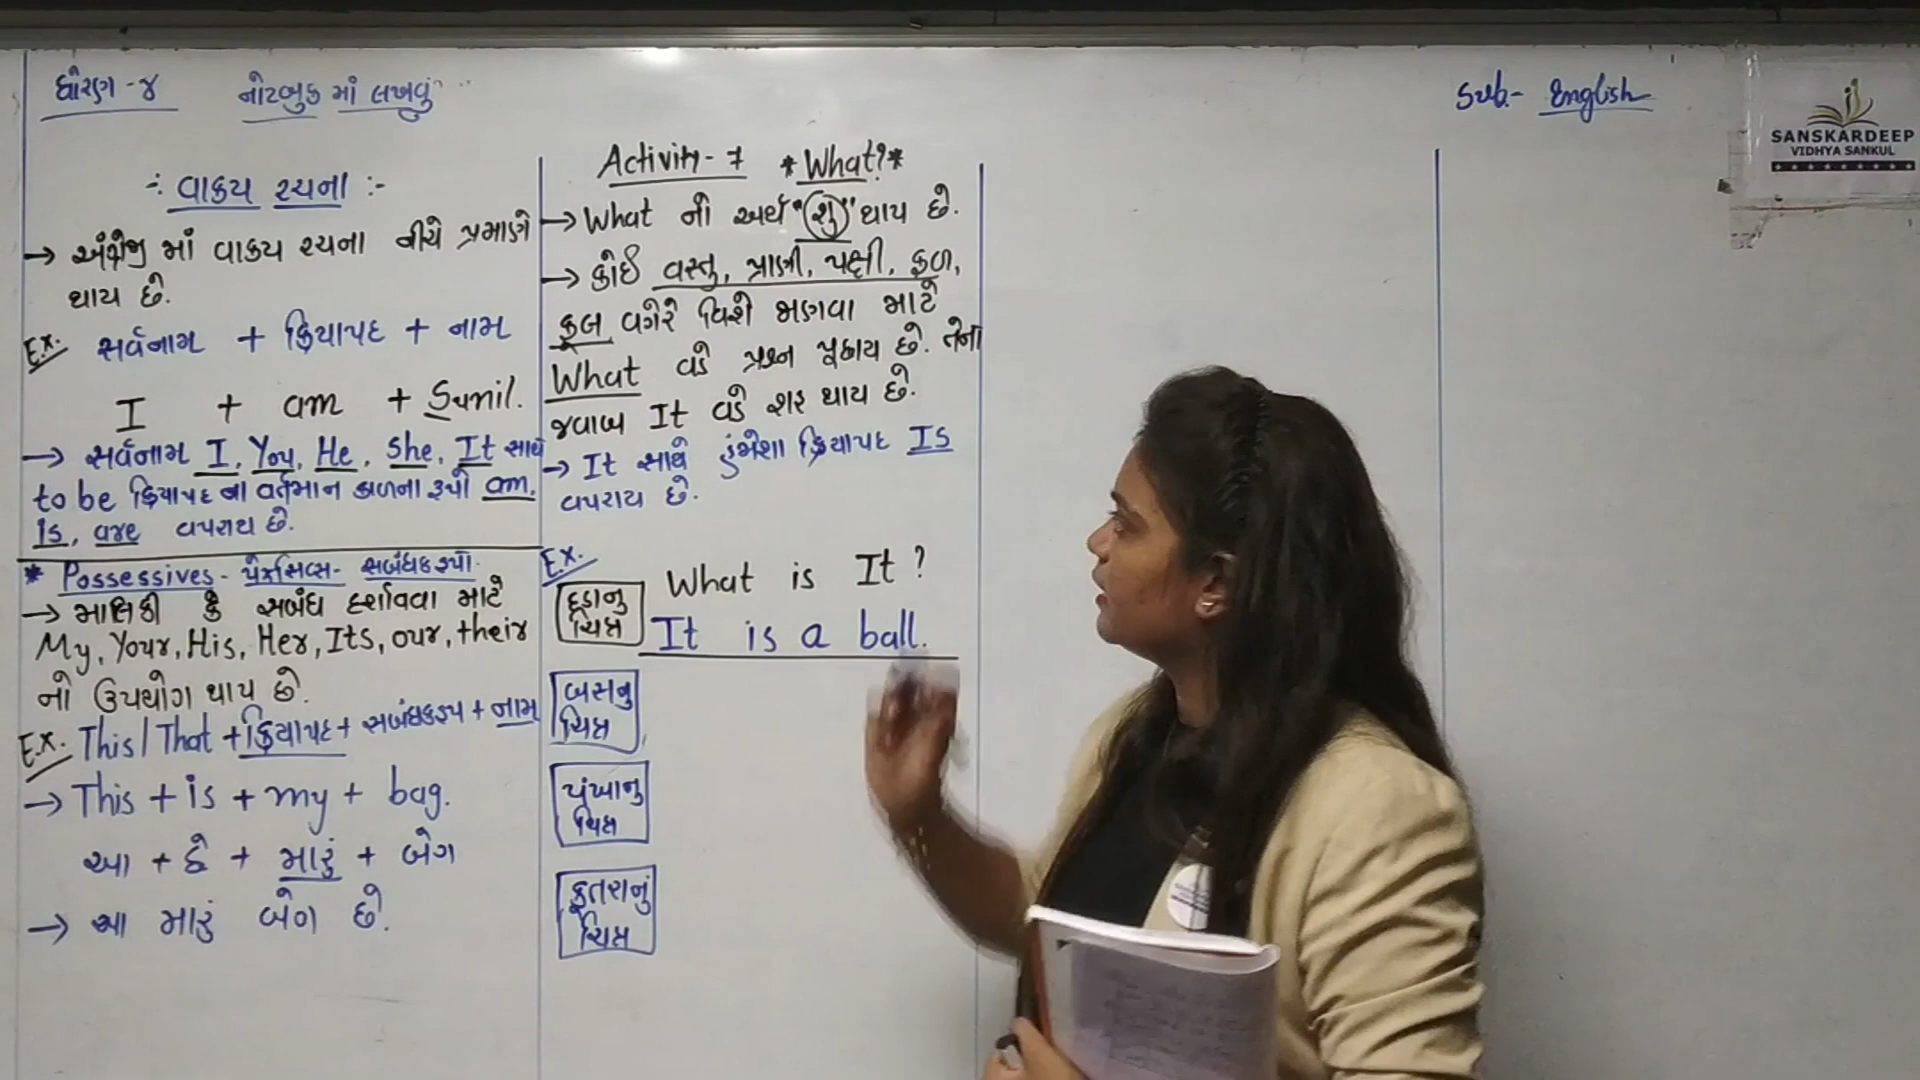 ધોરણ - ૪ નોટબુક માં લખવું
Sub.- English
SANSKARDEEP
VIDHYA SANKUL
-: વાક્ય રચના :-
→ અંગ્રેજી માં વાક્ય રચના નીચે પ્રમાણે
થાય છે.
Ex. સર્વનામ + ક્રિયાપદ + નામ
I + am + Sunil.
→ સર્વનામ I, You, He, She, It સાથે
to be ક્રિયાપદ ના વર્તમાન કાળના રૂપો am,
is, are વપરાય છે.
* Possessives - પેઝેસિવ્સ - સબંધક રૂપો
→ માલિકી કે સબંધ દર્શાવવા માટે
My, Your, His, Her, Its, our, their
નો ઉપયોગ થાય છે.
Ex. This/That + ક્રિયાપદ + સબંધકરૂપ + નામ
→ This + is + my + bag.
આ + છે + મારું + બેગ
→ આ મારું બેગ છે.
Activity - 7 * What? *
→ What નો અર્થ "શુ" થાય છે.
→ કોઈ વસ્તુ, પ્રાણી, પક્ષી, ફળ,
ફુલ વગેરે વિશે જાણવા માટે
What વડે પ્રશ્ન પૂછાય છે. તેના
જવાબ It વડે શરૂ થાય છે.
→ It સાથે હંમેશા ક્રિયાપદ Is
વપરાય છે.
Ex.
What is It?
દડાનુ
ચિત્ર
It is a ball.
બસનુ
ચિત્ર
પંખાનુ
ચિત્ર
કૂતરાનું
ચિત્ર